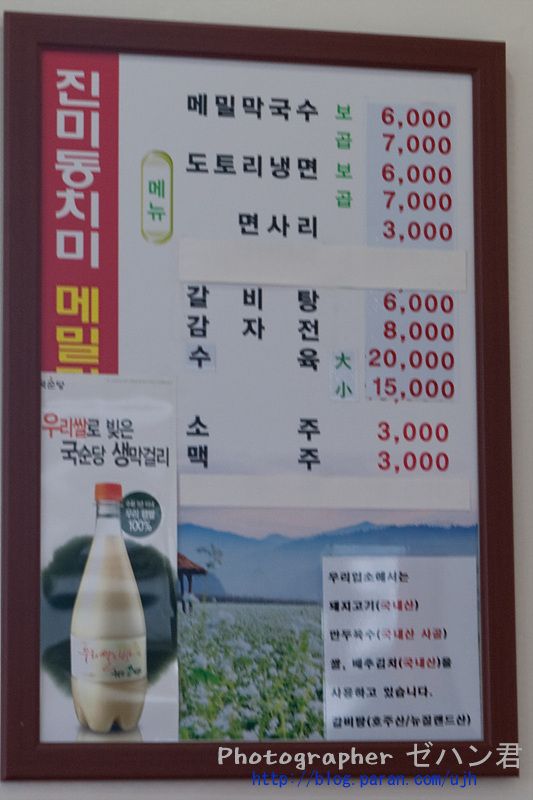 진미동치미 메밀
메뉴
메밀막국수 보 6,000
곱 7,000
도토리냉면 보 6,000
곱 7,000
면사리 3,000
갈비탕 6,000
감자전 8,000
수육 大 20,000
小 15,000
소주 3,000
맥주 3,000
국순당
우리쌀로 빚은
국순당 생막걸리
100%
우리업소에서는
돼지고기(국내산)
만두육수(국내산 사골)
쌀, 배추김치(국내산)을
사용하고 있습니다.
갈비탕(호주산/뉴질랜드산)
Photographer ゼハン君
http://blog.paran.com/ujh